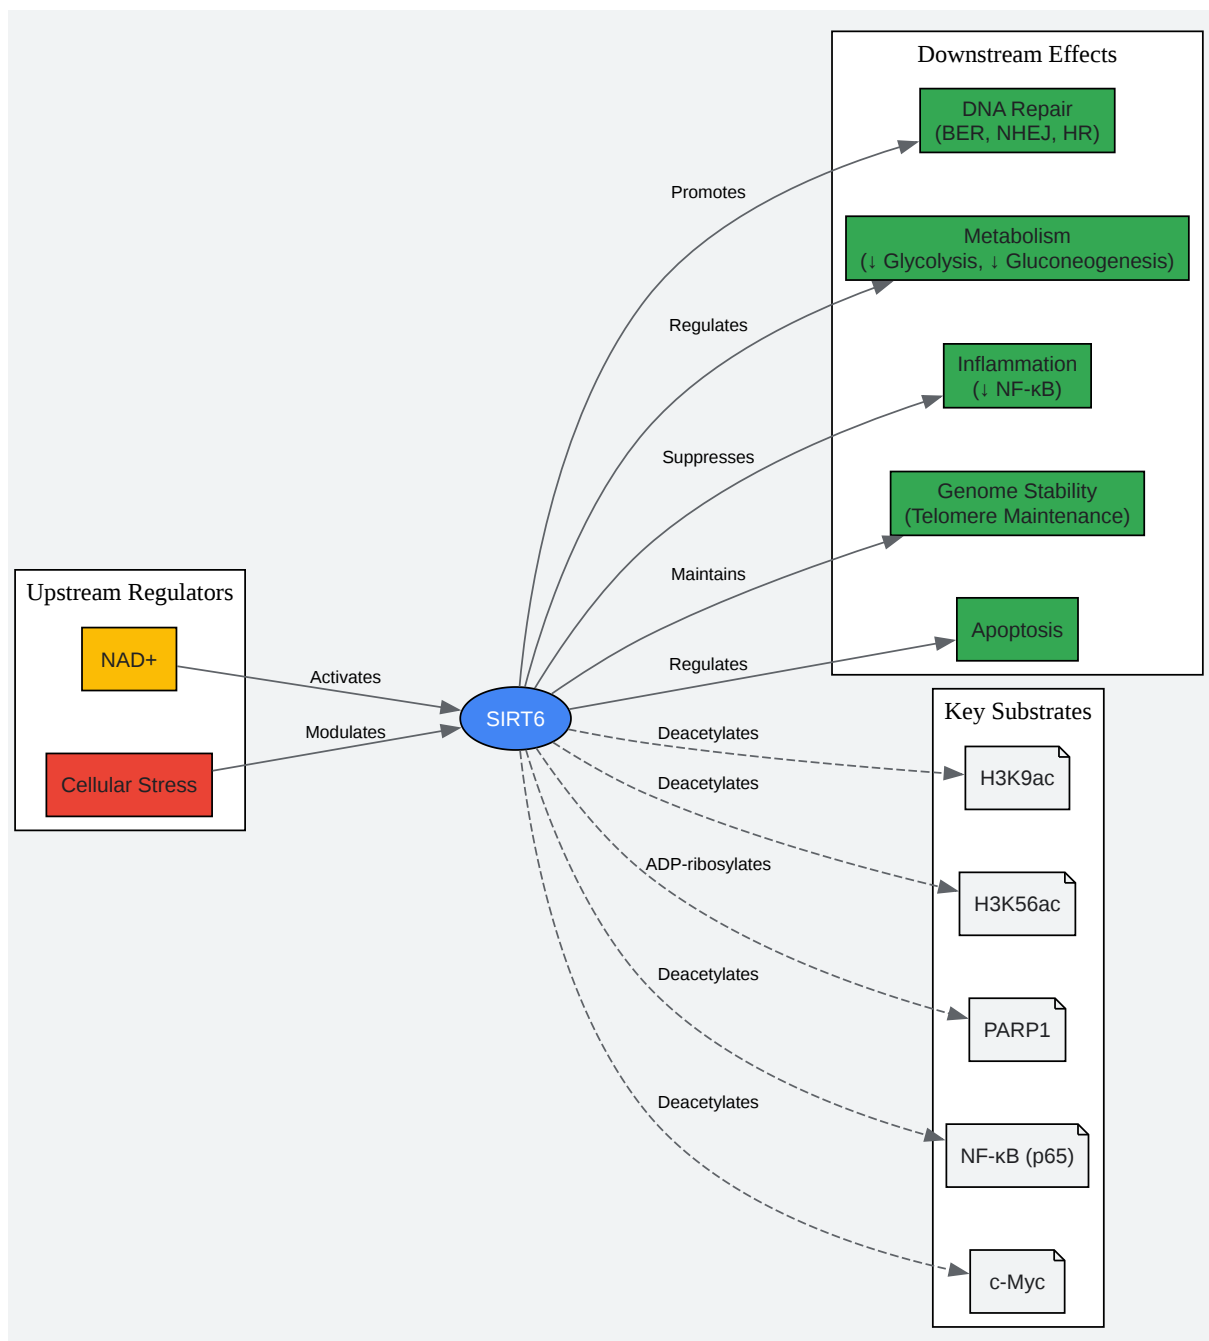 Upstream Regulators
NAD+
Cellular Stress
Activates
Modulates
SIRT6
Promotes
Regulates
Suppresses
Maintains
Regulates
Deacetylates
Deacetylates
ADP-ribosylates
Deacetylates
Deacetylates
Downstream Effects
DNA Repair
(BER, NHEJ, HR)
Metabolism
(↓ Glycolysis, ↓ Gluconeogenesis)
Inflammation
(↓ NF-κB)
Genome Stability
(Telomere Maintenance)
Apoptosis
Key Substrates
H3K9ac
H3K56ac
PARP1
NF-κB (p65)
c-Myc